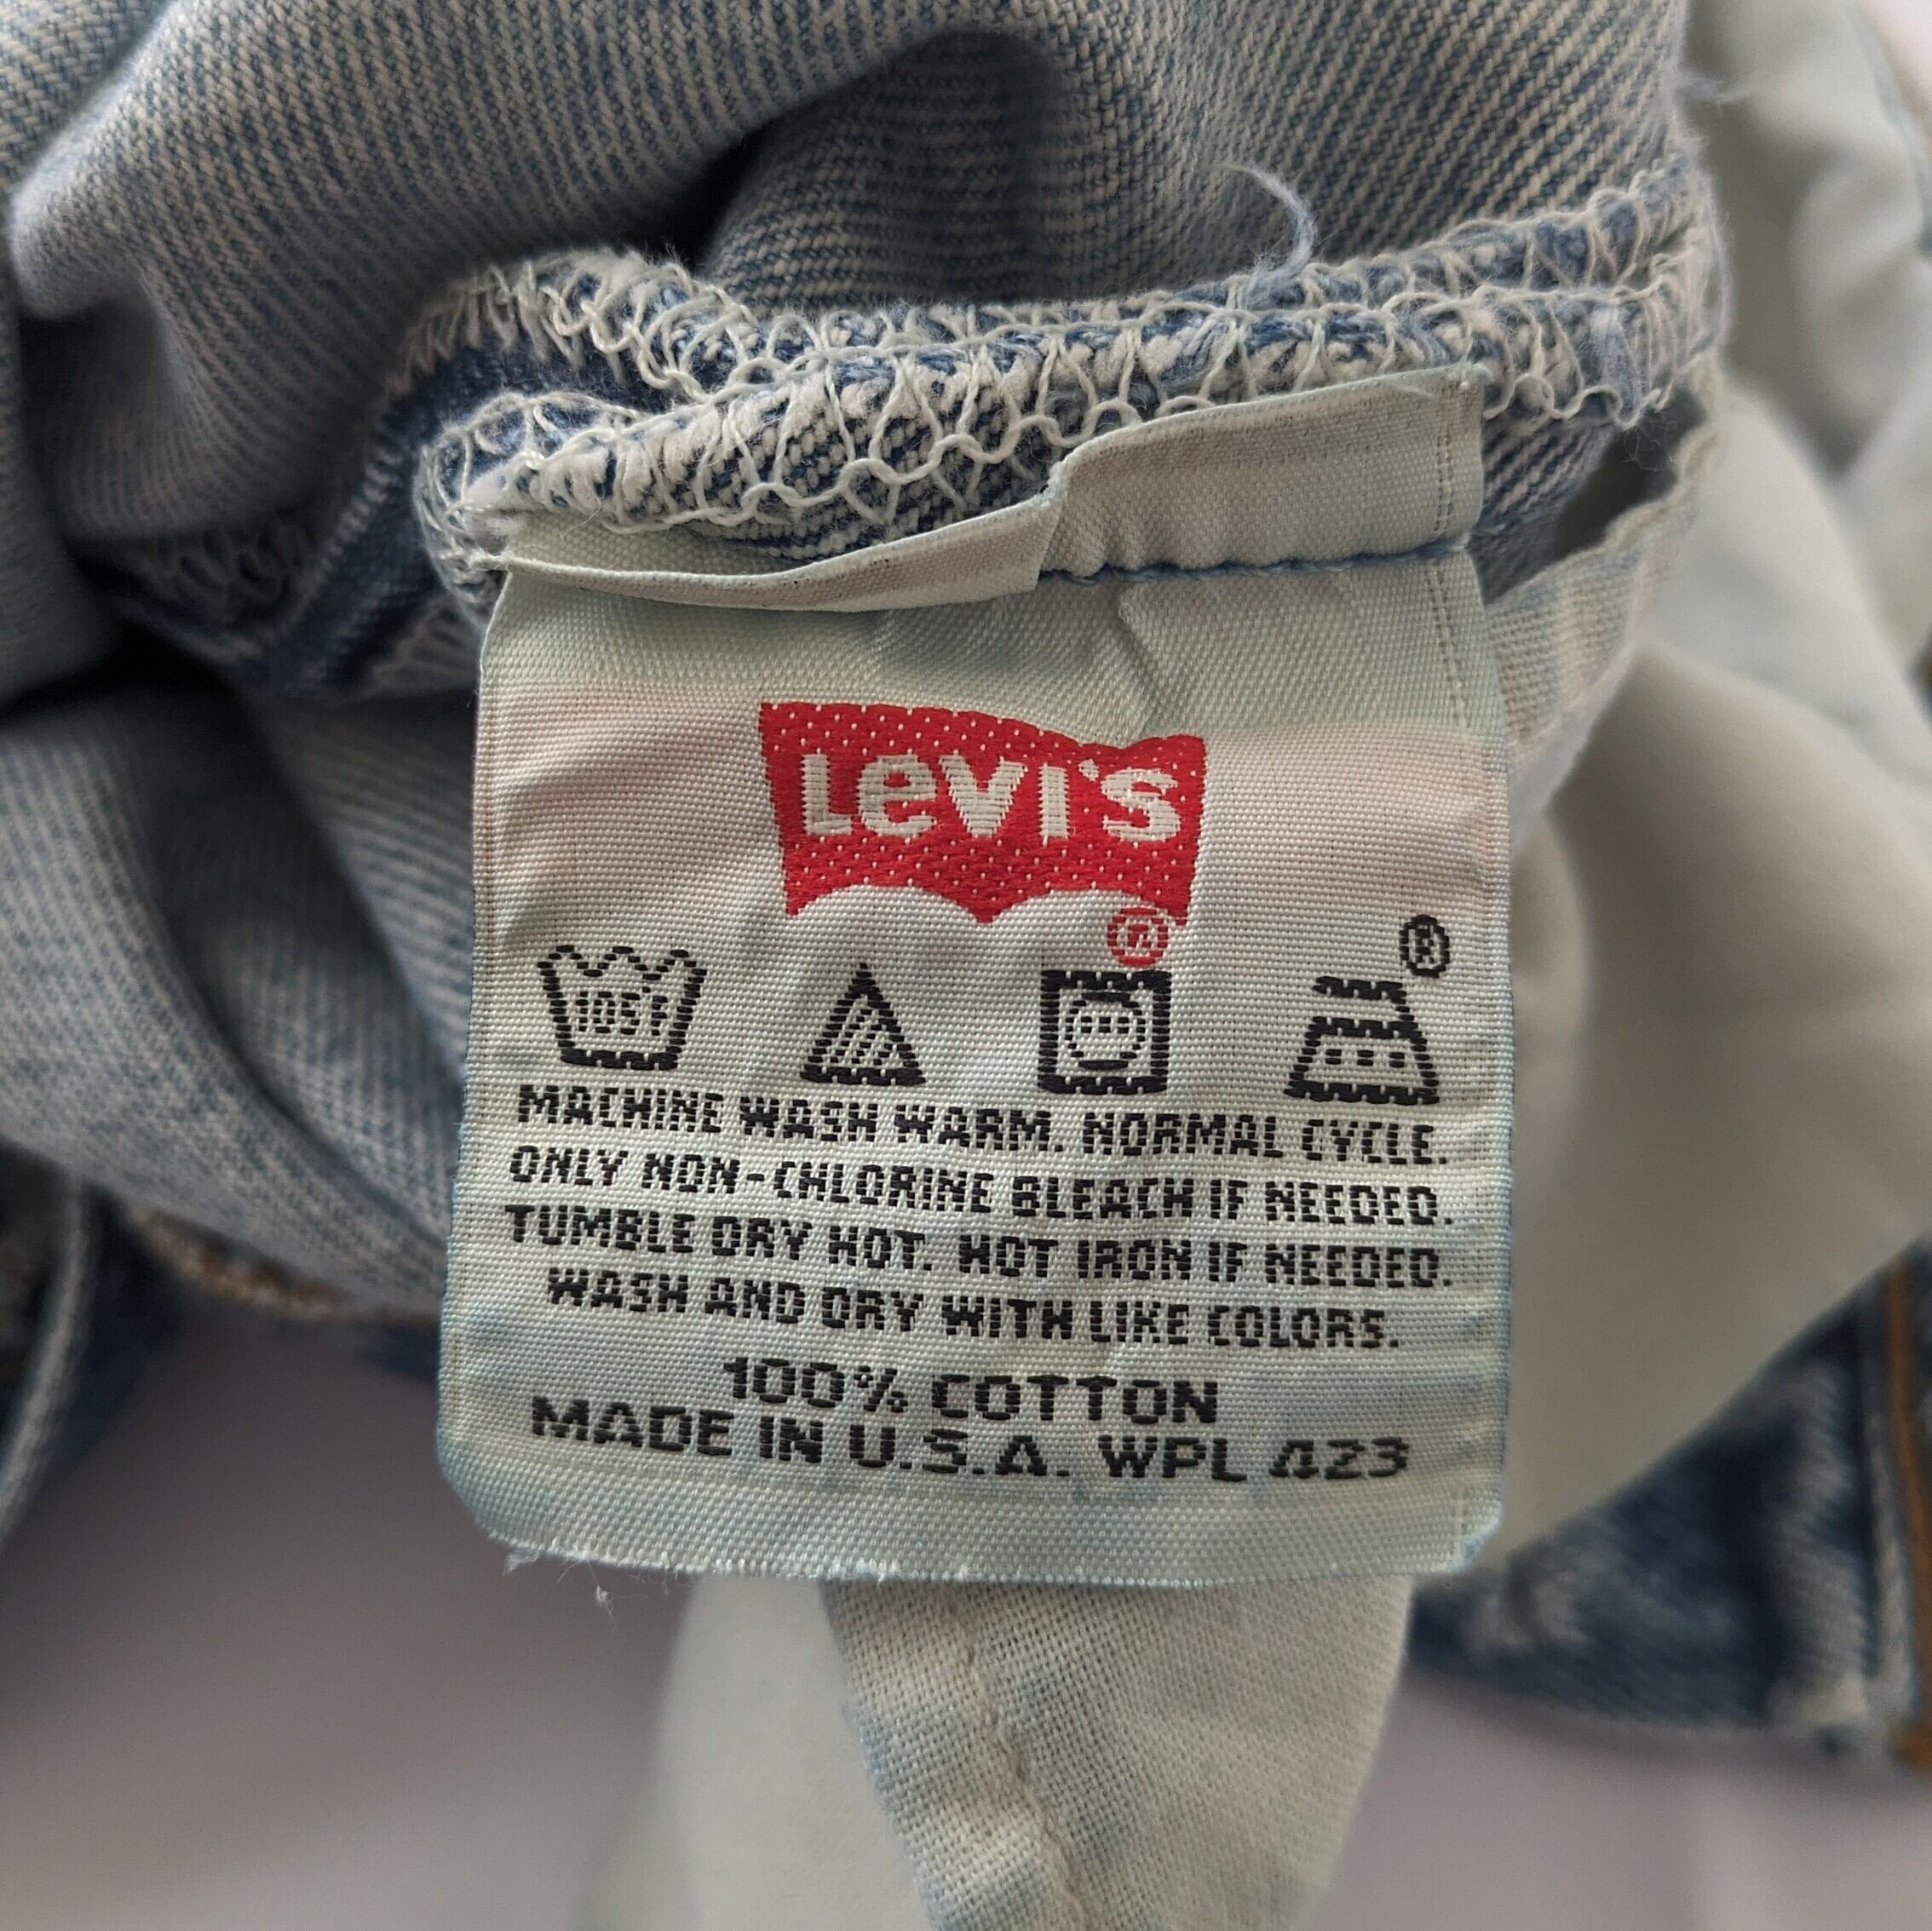 Levi's
®
®
105F
MACHINE WASH WARM. NORMAL CYCLE.
ONLY NON-CHLORINE BLEACH IF NEEDED.
TUMBLE DRY HOT. HOT IRON IF NEEDED.
WASH AND DRY WITH LIKE COLORS.
100% COTTON
MADE IN U.S.A. WPL 423